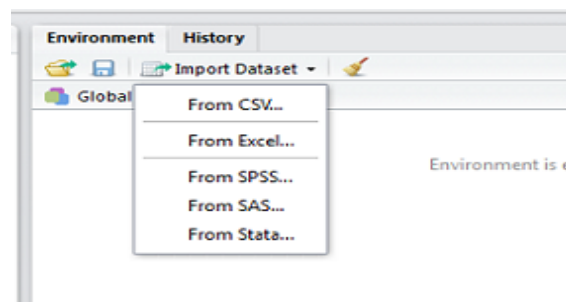 Environment History
Import Dataset
Global
From CSV...
From Excel...
Environment is
From SPSS...
From SAS...
From Stata...